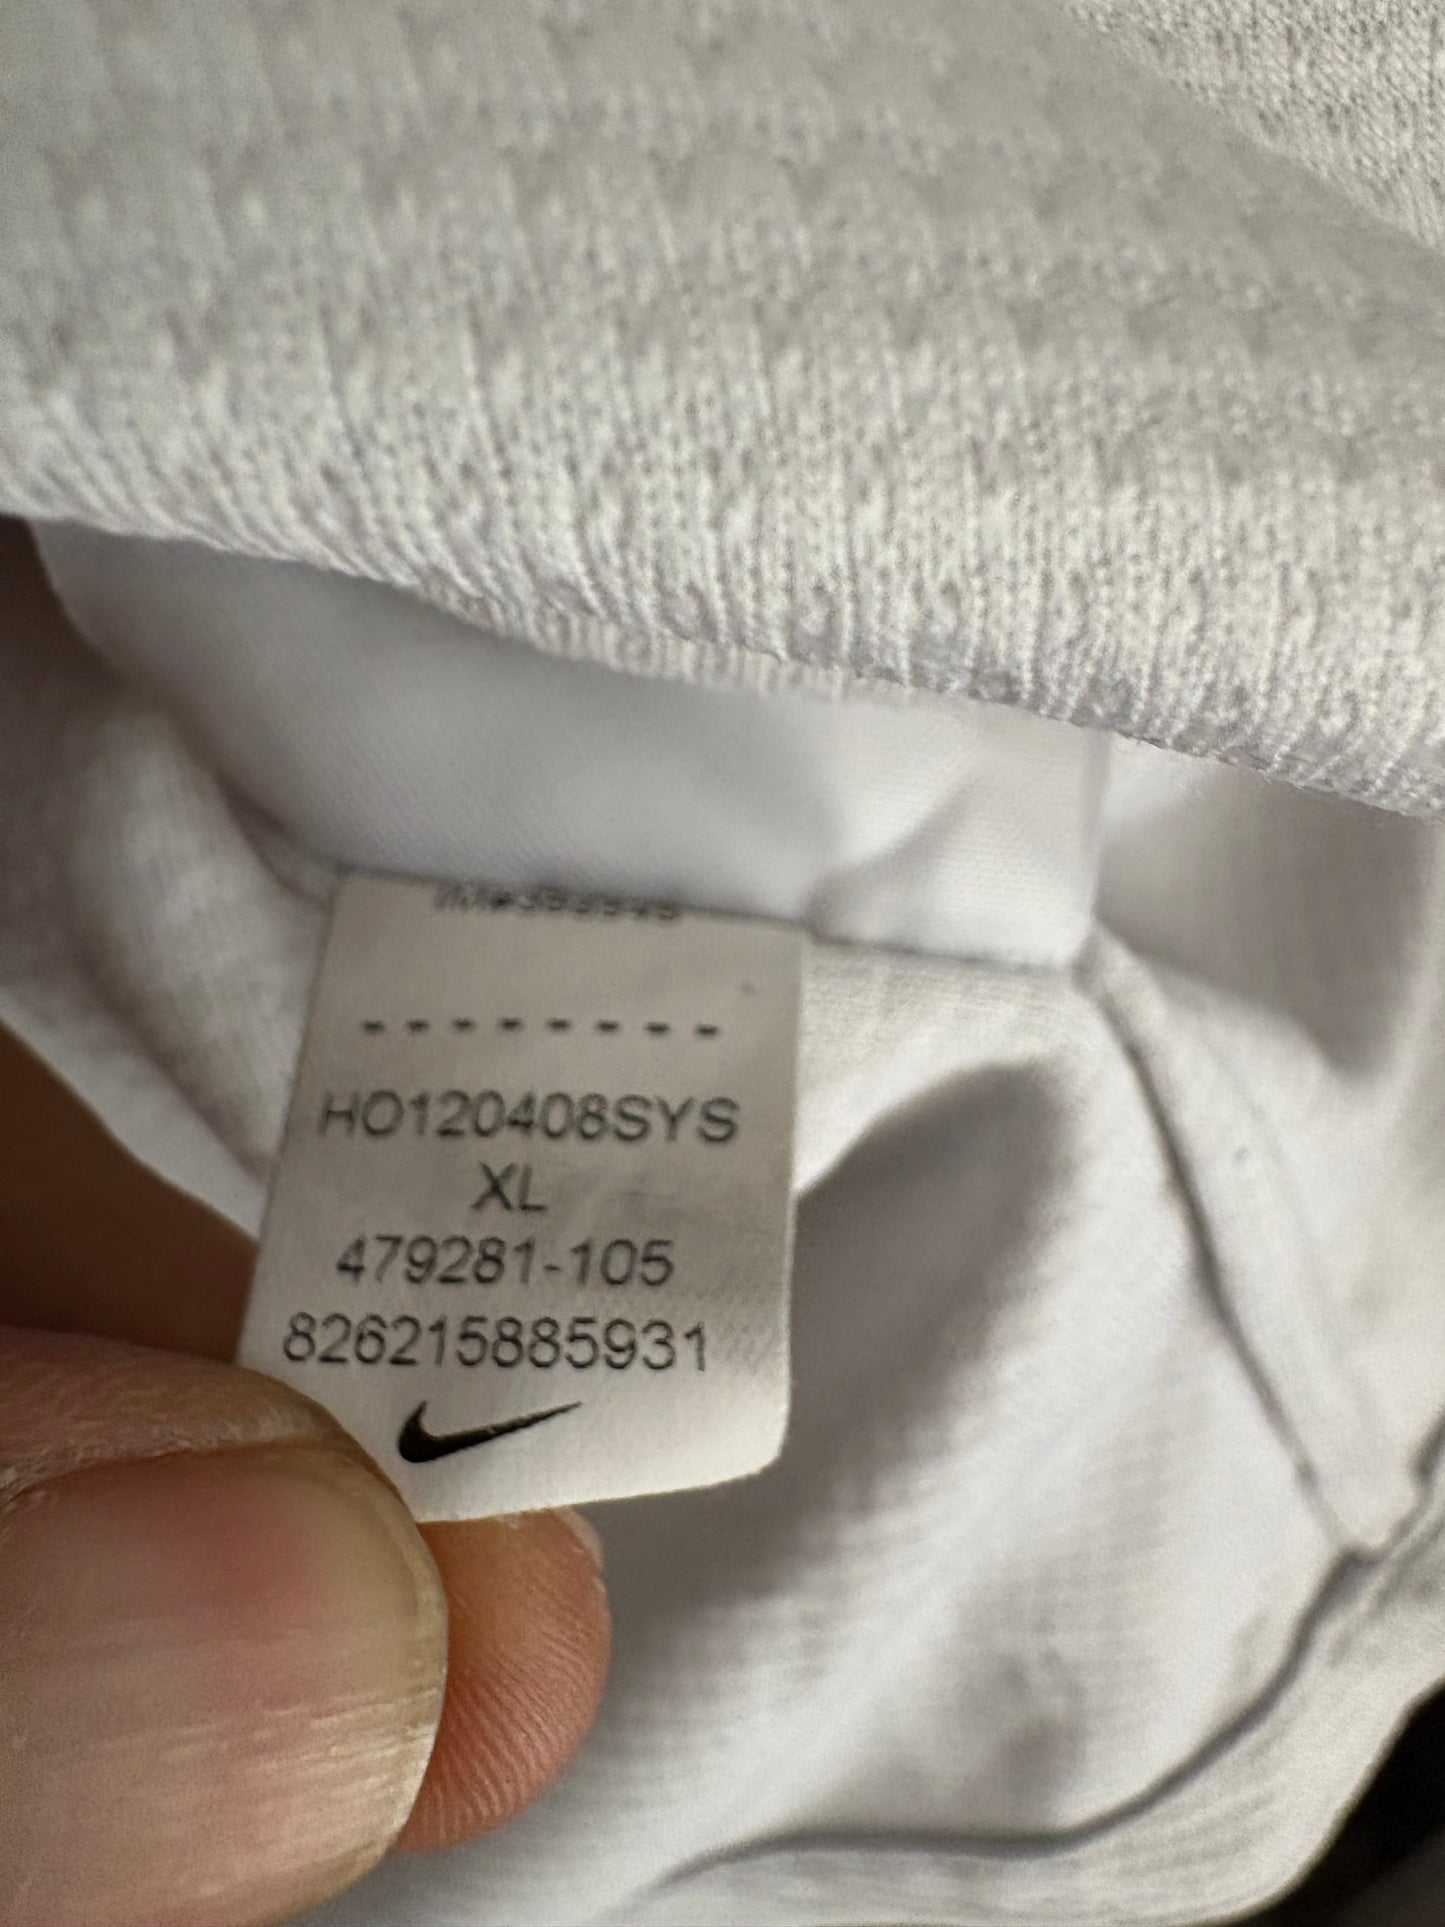 - - - - - - - -
HO120408SYS
XL
479281-105
826215885931